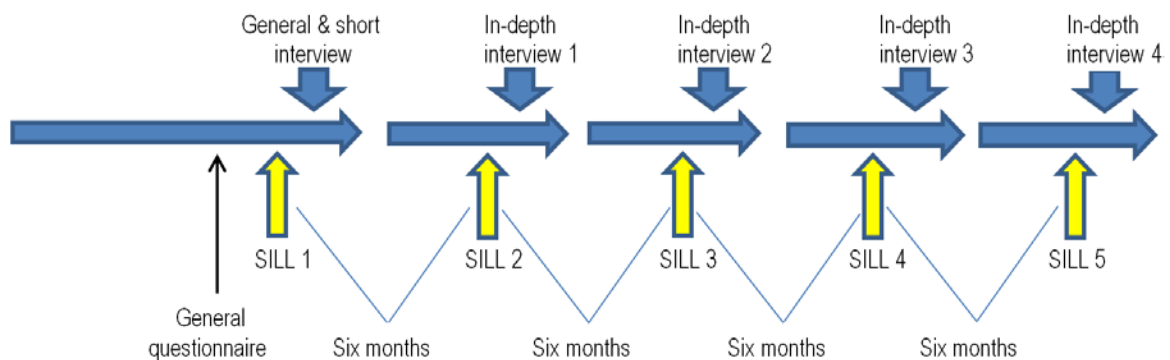 General & short
interview
In-depth
interview 1
In-depth
interview 2
In-depth
interview 3
In-depth
interview 4
SILL 1
SILL 2
SILL 3
SILL 4
SILL 5
General
questionnaire
Six months
Six months
Six months
Six months